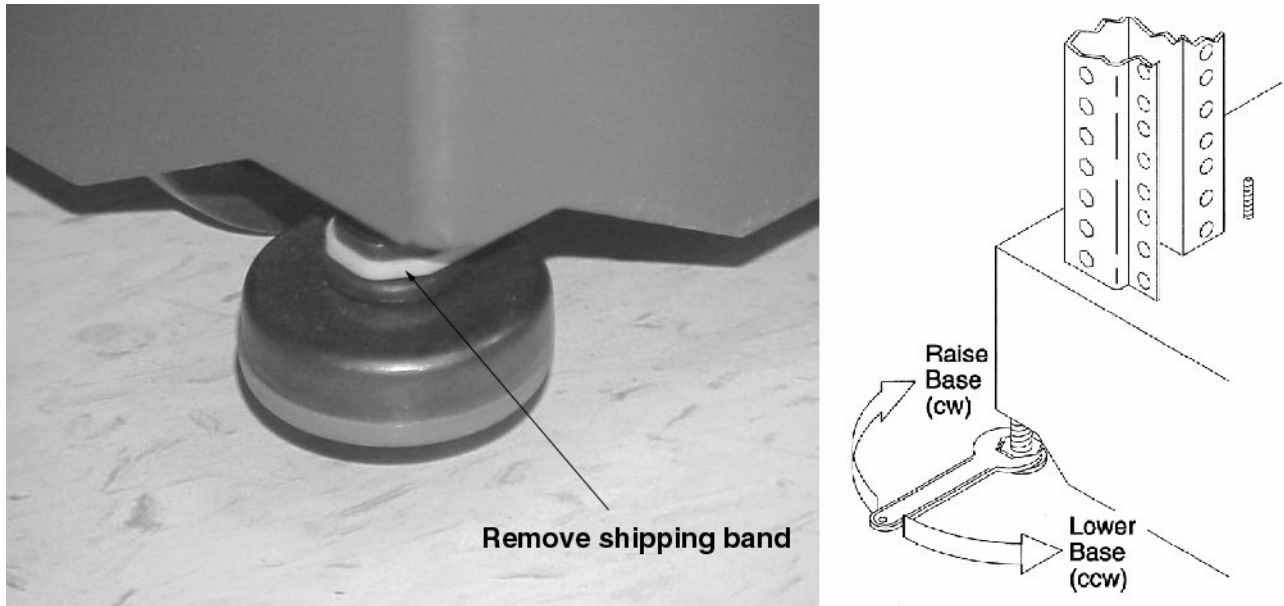 Remove shipping band
Raise
Base
(cw)
Lower
Base
(ccw)